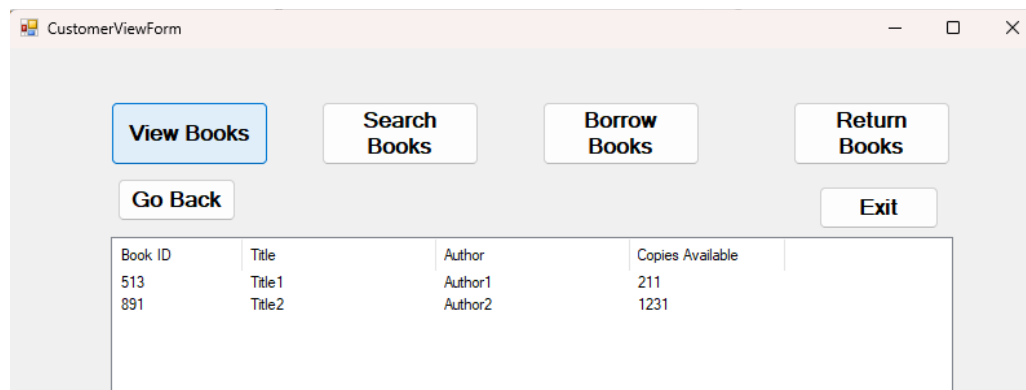 CustomerViewForm
View Books
Search
Books
Borrow
Books
Return
Books
Go Back
Exit
Book ID Title Author Copies Available
513 Title1 Author1 211
891 Title2 Author2 1231